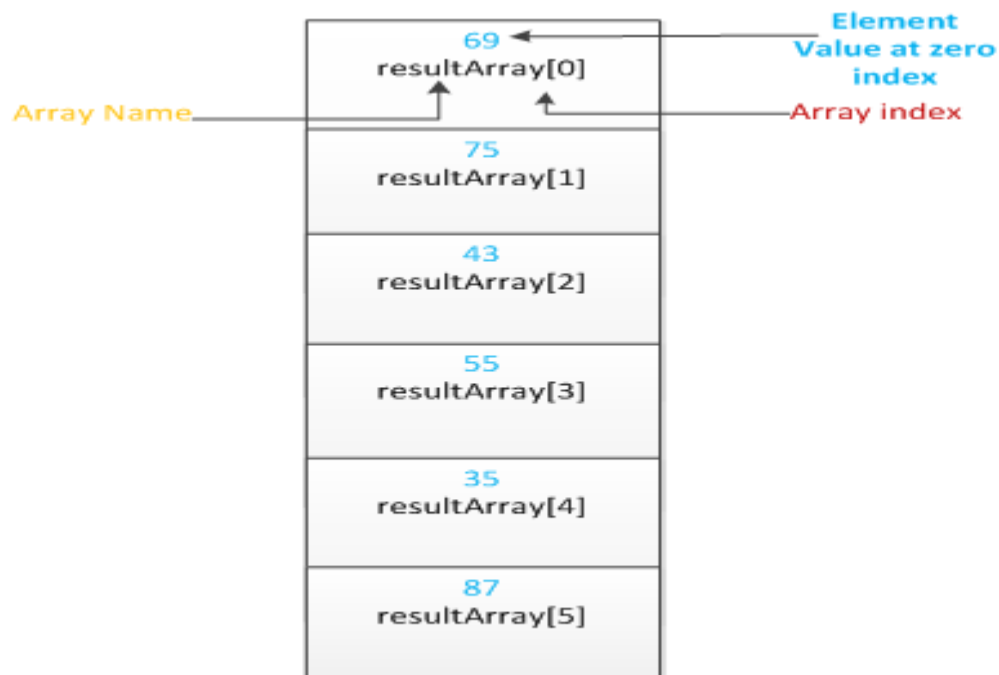 69
resultArray[0]
Element
Value at zero
index
Array Name
Array index
75
resultArray[1]
43
resultArray[2]
55
resultArray[3]
35
resultArray[4]
87
resultArray[5]